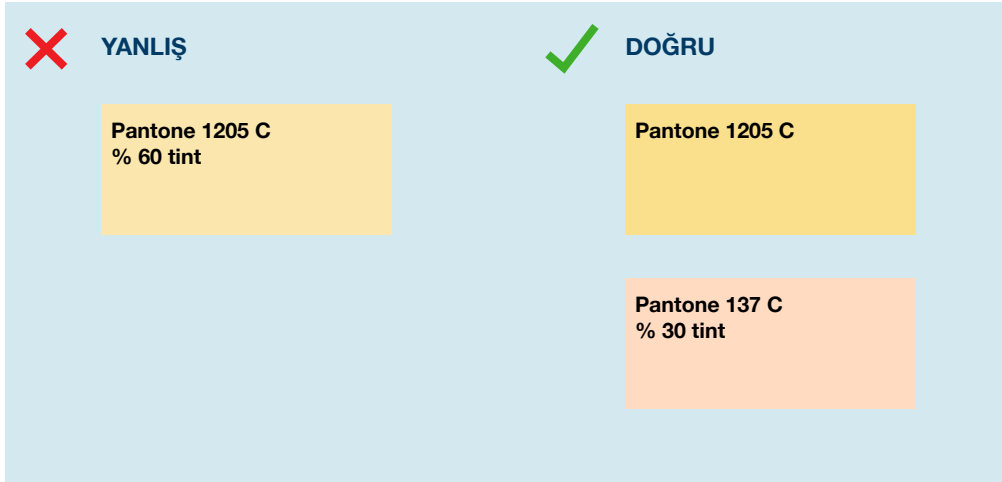 YANLIŞ
Pantone 1205 C
% 60 tint
DOĞRU
Pantone 1205 C
Pantone 137 C
% 30 tint